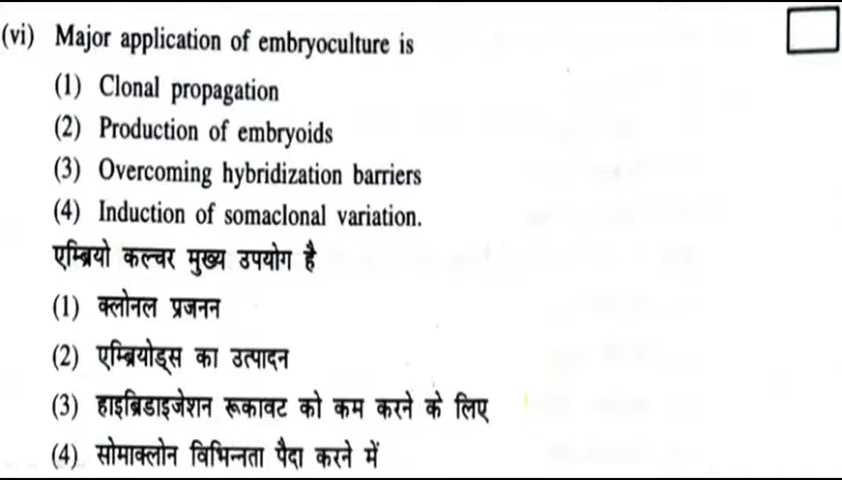 (vi) Major application of embryoculture is
(1) Clonal propagation
(2) Production of embryoids
(3) Overcoming hybridization barriers
(4) Induction of somaclonal variation.
एम्ब्रियो कल्चर मुख्य उपयोग है
(1) क्लोनल प्रजनन
(2) एम्ब्रियोड्स का उत्पादन
(3) हाइब्रिडाइजेशन रूकावट को कम करने के लिए
(4) सोमाक्लोन विभिन्नता पैदा करने में